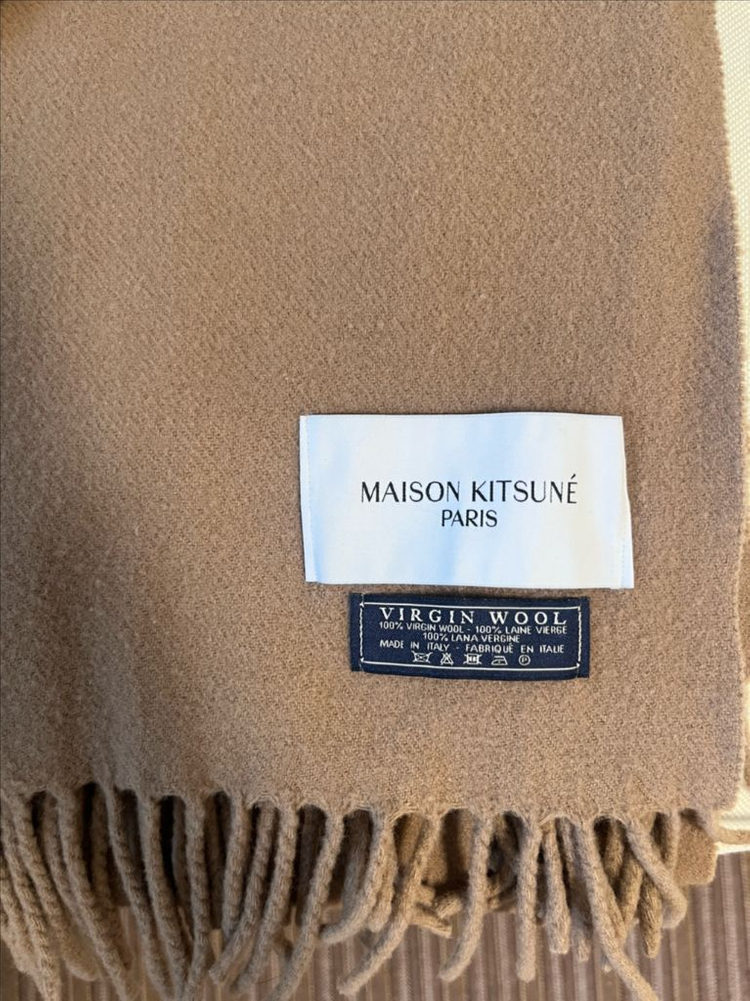 MAISON KITSUNÉ
PARIS
VIRGIN WOOL
100% VIRGIN WOOL - 100% LAINE VIERGE
100% LANA VERGINE
MADE IN ITALY - FABRIQUÉ EN ITALIE
P